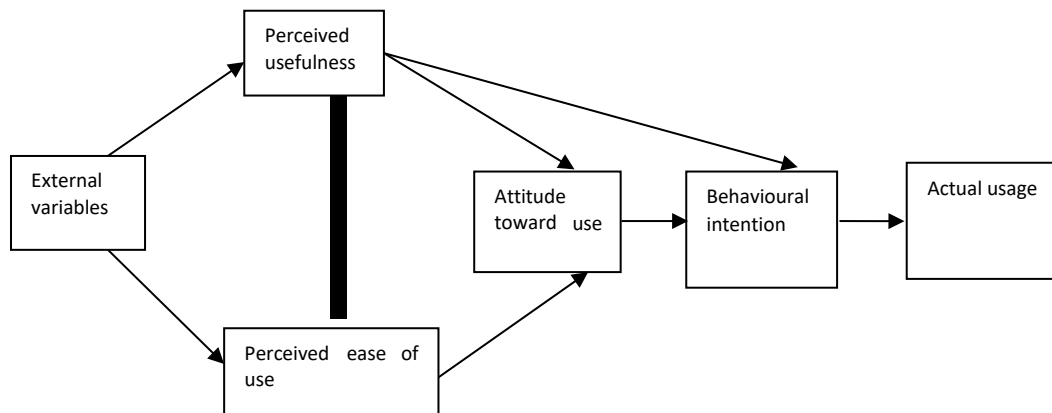 Perceived
usefulness
External
variables
Attitude
toward use
Behavioural
intention
Actual usage
Perceived ease of
use